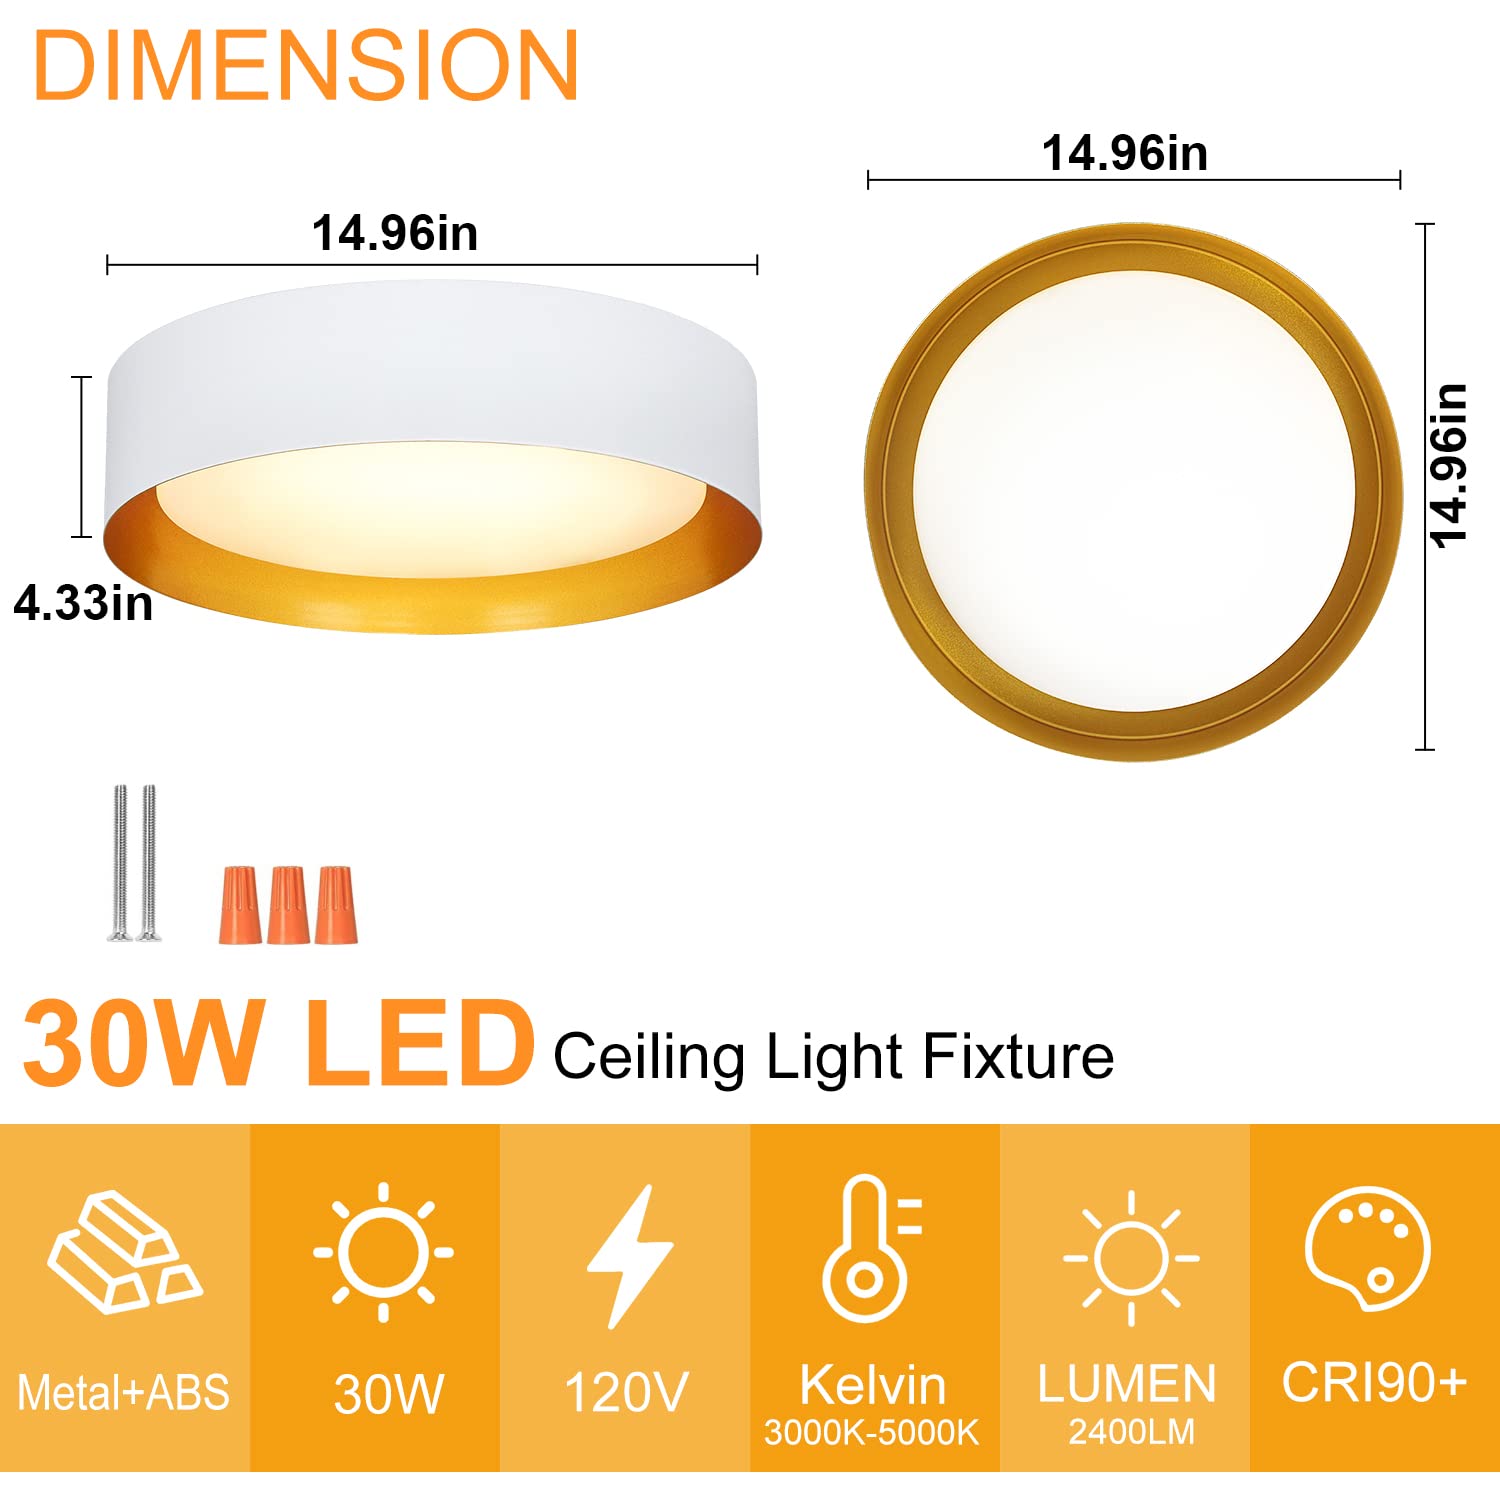 DIMENSION
14.96in
14.96in
4.33in
14.96in
30W LED Ceiling Light Fixture
Metal+ABS
30W
120V
Kelvin
3000K-5000K
LUMEN
2400LM
CRI90+